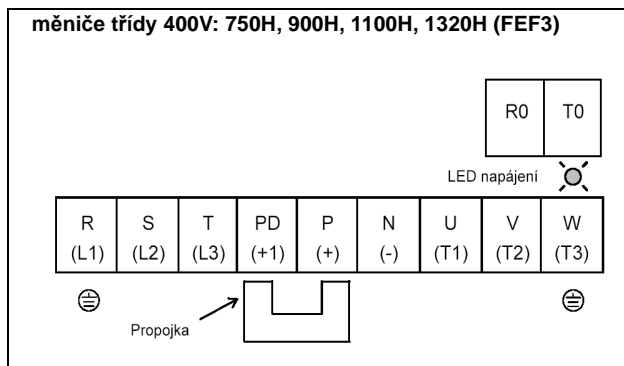 měniče třídy 400V: 750H, 900H, 1100H, 1320H (FEF3)
R0 T0
LED napájení
R S T PD P N U V W
(L1) (L2) (L3) (+1) (+) (-) (T1) (T2) (T3)
Propojka